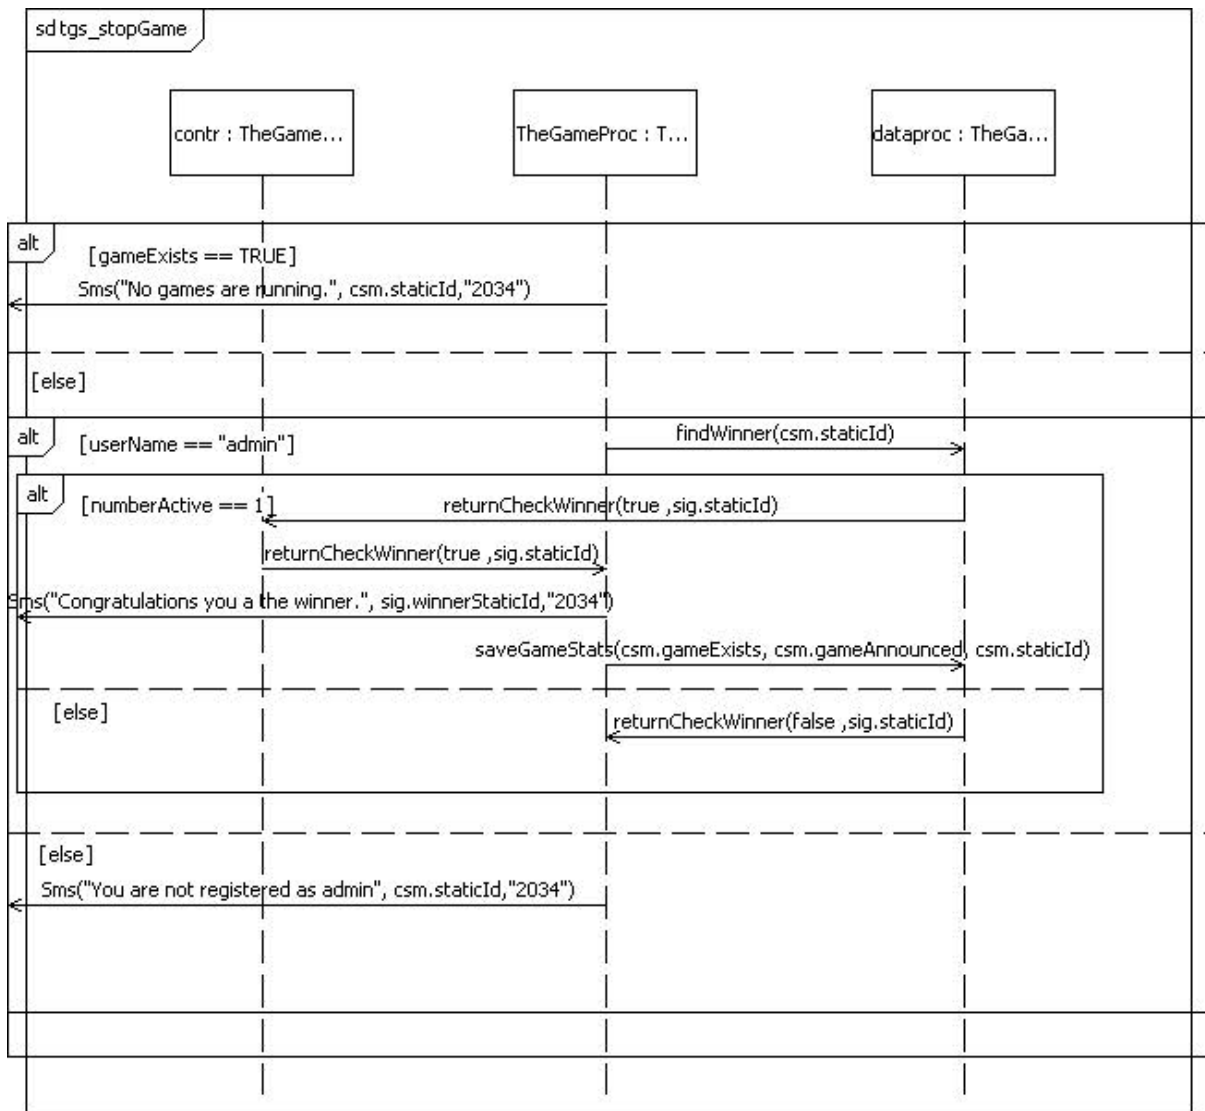 sd tgs_stopGame
contr : TheGame...
TheGameProc : T...
dataproc : TheGa...
alt
[gameExists == TRUE]
Sms("No games are running.", csm.staticId,"2034")
[else]
alt
[userName == "admin"]
findWinner(csm.staticId)
alt
[numberActive == 1]
returnCheckWinner(true ,sig.staticId)
returnCheckWinner(true ,sig.staticId)
Sms("Congratulations you a the winner.", sig.winnerStaticId,"2034")
saveGameStats(csm.gameExists, csm.gameAnnounced, csm.staticId)
[else]
returnCheckWinner(false ,sig.staticId)
[else]
Sms("You are not registered as admin", csm.staticId,"2034")